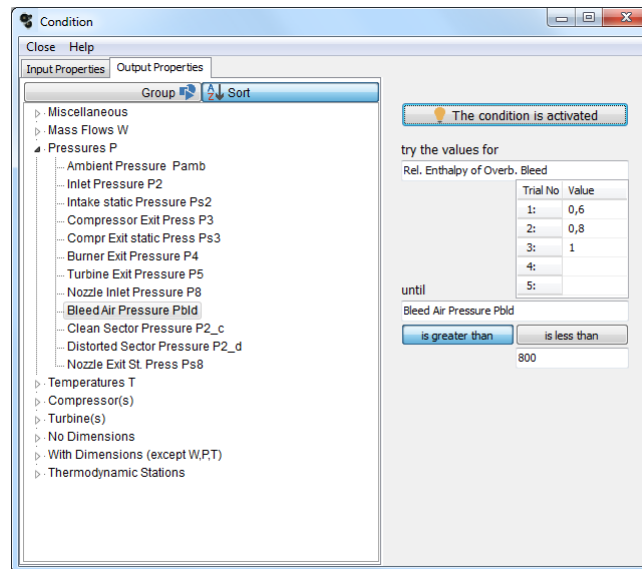 Condition
Close Help
Input Properties Output Properties
Group Sort
Miscellaneous
Mass Flows W
Pressures P
Ambient Pressure Pamb
Inlet Pressure P2
Intake static Pressure Ps2
Compressor Exit Press P3
Compr Exit static Press Ps3
Burner Exit Pressure P4
Turbine Exit Pressure P5
Nozzle Inlet Pressure P8
Bleed Air Pressure Pbld
Clean Sector Pressure P2_c
Distorted Sector Pressure P2_d
Nozzle Exit St. Press Ps8
Temperatures T
Compressor(s)
Turbine(s)
No Dimensions
With Dimensions (except W,P,T)
Thermodynamic Stations
The condition is activated
try the values for
Rel. Enthalpy of Overb. Bleed
Trial No Value
1: 0,6
2: 0,8
3: 1
4:
5:
until
Bleed Air Pressure Pbld
is greater than is less than
800